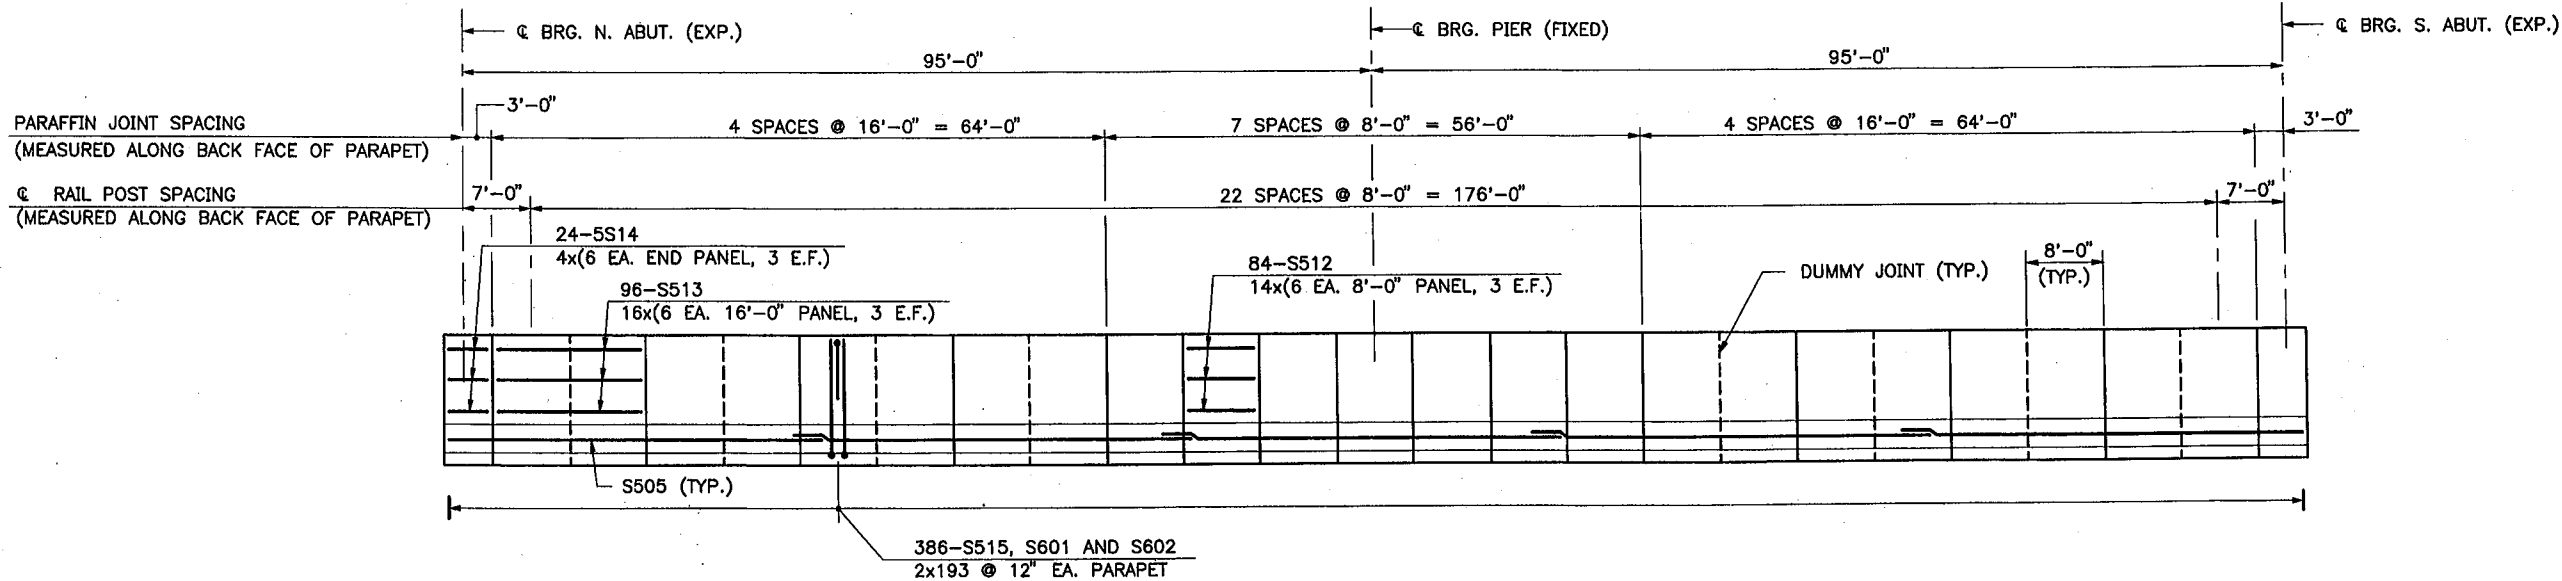 ℄ BRG. N. ABUT. (EXP.)
℄ BRG. PIER (FIXED)
℄ BRG. S. ABUT. (EXP.)
95'-0"
95'-0"
3'-0"
PARAFFIN JOINT SPACING
(MEASURED ALONG BACK FACE OF PARAPET)
4 SPACES @ 16'-0" = 64'-0"
7 SPACES @ 8'-0" = 56'-0"
4 SPACES @ 16'-0" = 64'-0"
3'-0"
℄ RAIL POST SPACING
(MEASURED ALONG BACK FACE OF PARAPET)
7'-0"
22 SPACES @ 8'-0" = 176'-0"
7'-0"
24-5S14
4x(6 EA. END PANEL, 3 E.F.)
96-S513
16x(6 EA. 16'-0" PANEL, 3 E.F.)
84-S512
14x(6 EA. 8'-0" PANEL, 3 E.F.)
DUMMY JOINT (TYP.)
8'-0"
(TYP.)
S505 (TYP.)
386-S515, S601 AND S602
2x193 @ 12" EA. PARAPET